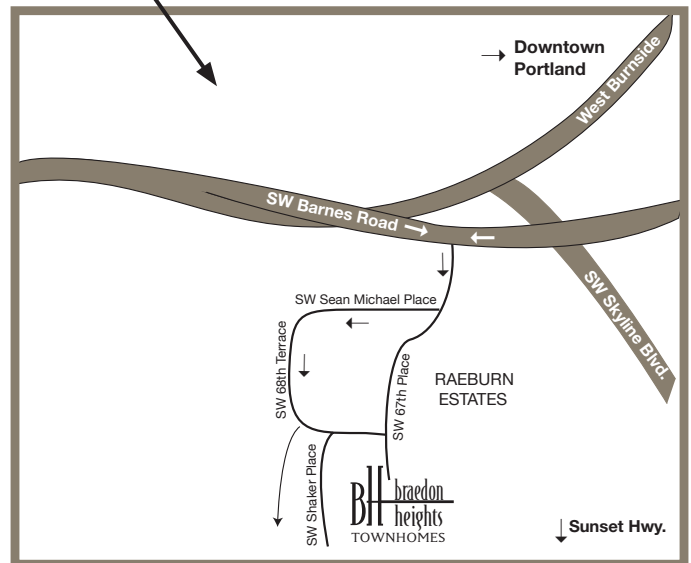 Downtown
Portland
West Burnside
SW Barnes Road
SW Skyline Blvd.
SW Sean Michael Place
SW 68th Terrace
SW 67th Place
RAEBURN
ESTATES
SW Shaker Place
BH braedon
heights
TOWNHOMES
Sunset Hwy.